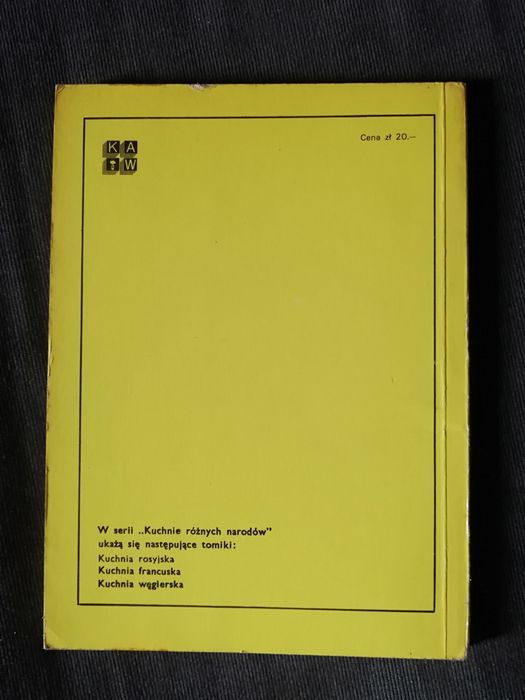 K A
W
Cena zł 20.—
W serii „Kuchnie różnych narodów"
ukażą się następujące tomiki:
Kuchnia rosyjska
Kuchnia francuska
Kuchnia węgierska